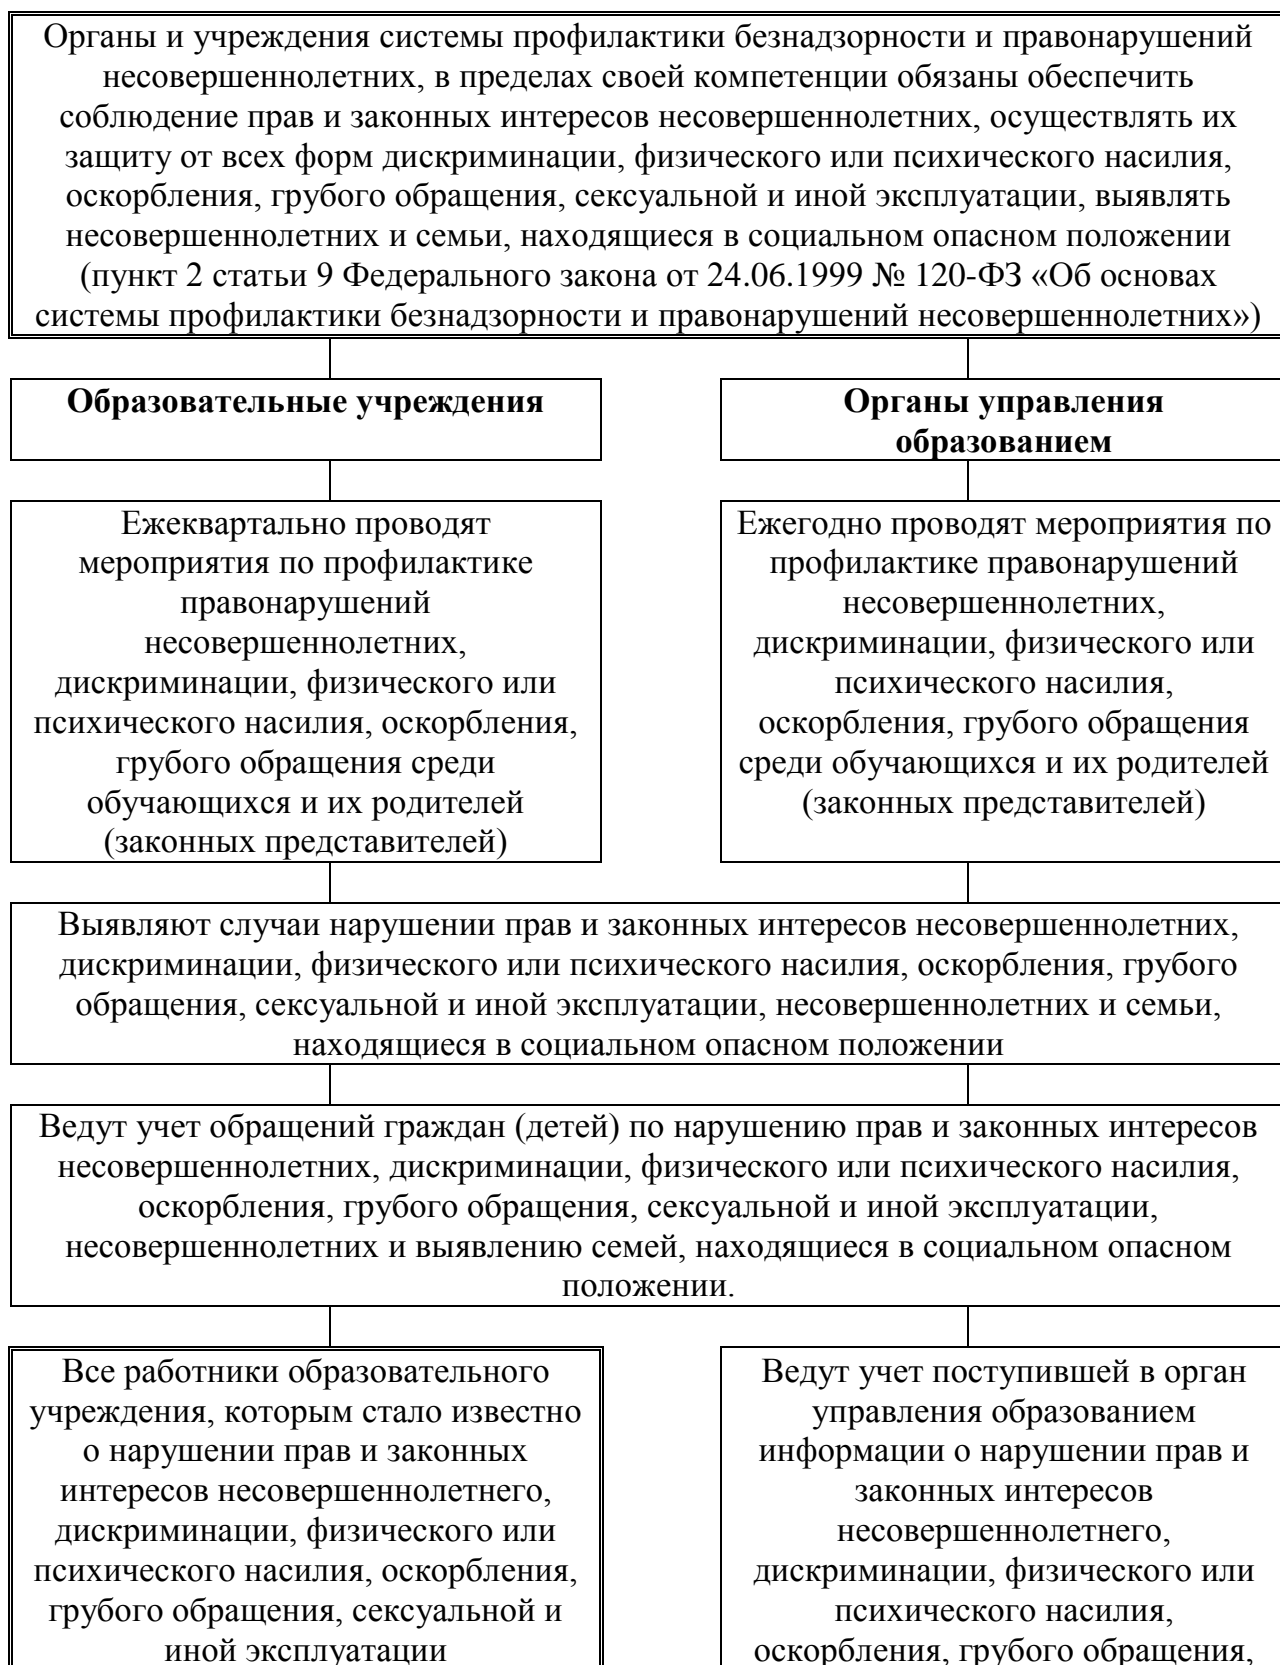 Органы и учреждения системы профилактики безнадзорности и правонарушений
несовершеннолетних, в пределах своей компетенции обязаны обеспечить
соблюдение прав и законных интересов несовершеннолетних, осуществлять их
защиту от всех форм дискриминации, физического или психического насилия,
оскорбления, грубого обращения, сексуальной и иной эксплуатации, выявлять
несовершеннолетних и семьи, находящиеся в социальном опасном положении
(пункт 2 статьи 9 Федерального закона от 24.06.1999 № 120-ФЗ «Об основах
системы профилактики безнадзорности и правонарушений несовершеннолетних»)
Образовательные учреждения
Органы управления
образованием
Ежеквартально проводят
мероприятия по профилактике
правонарушений
несовершеннолетних,
дискриминации, физического или
психического насилия, оскорбления,
грубого обращения среди
обучающихся и их родителей
(законных представителей)
Ежегодно проводят мероприятия по
профилактике правонарушений
несовершеннолетних,
дискриминации, физического или
психического насилия,
оскорбления, грубого обращения
среди обучающихся и их родителей
(законных представителей)
Выявляют случаи нарушении прав и законных интересов несовершеннолетних,
дискриминации, физического или психического насилия, оскорбления, грубого
обращения, сексуальной и иной эксплуатации, несовершеннолетних и семьи,
находящиеся в социальном опасном положении
Ведут учет обращений граждан (детей) по нарушению прав и законных интересов
несовершеннолетних, дискриминации, физического или психического насилия,
оскорбления, грубого обращения, сексуальной и иной эксплуатации,
несовершеннолетних и выявлению семей, находящиеся в социальном опасном
положении.
Все работники образовательного
учреждения, которым стало известно
о нарушении прав и законных
интересов несовершеннолетнего,
дискриминации, физического или
психического насилия, оскорбления,
грубого обращения, сексуальной и
иной эксплуатации
Ведут учет поступившей в орган
управления образованием
информации о нарушении прав и
законных интересов
несовершеннолетнего,
дискриминации, физического или
психического насилия,
оскорбления, грубого обращения,